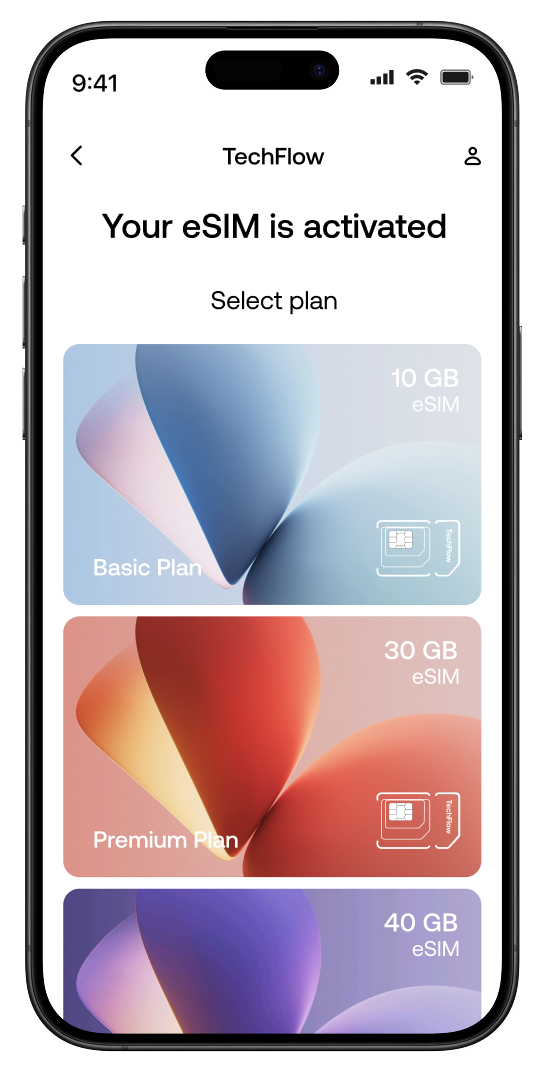 9:41
TechFlow
Your eSIM is activated
Select plan
10 GB
eSIM
Basic Plan
TechFlow
30 GB
eSIM
Premium Plan
TechFlow
40 GB
eSIM